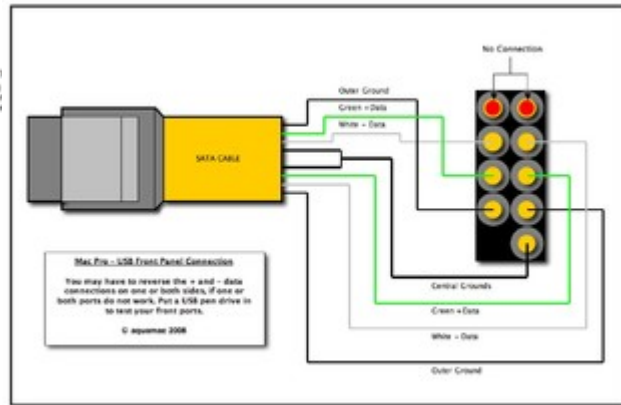 No Connection
Outer Ground
Green +Data
White - Data
SATA CABLE
Mac Pro - USB Front Panel Connection
You may have to reverse the + and - data
connections on one or both sides, if one or
both ports do not work. Put a USB pen drive in
to test your front ports.
© aquamac 2008
Central Grounds
Green +Data
White - Data
Outer Ground